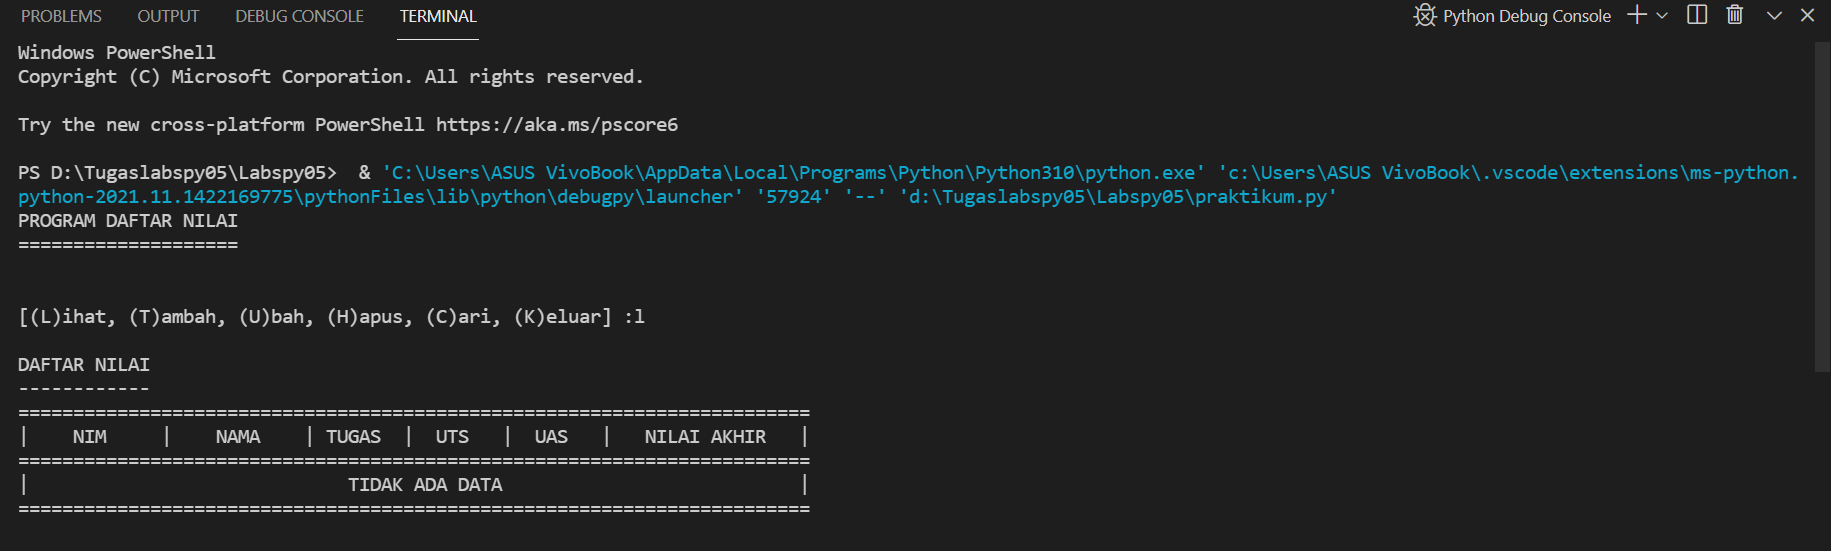 PROBLEMS OUTPUT DEBUG CONSOLE TERMINAL Python Debug Console
Windows PowerShell
Copyright (C) Microsoft Corporation. All rights reserved.
Try the new cross-platform PowerShell https://aka.ms/pscore6
PS D:\Tugaslabspy05\Labspy05>  & 'C:\Users\ASUS VivoBook\AppData\Local\Programs\Python\Python310\python.exe' 'c:\Users\ASUS VivoBook\.vscode\extensions\ms-python.
python-2021.11.1422169775\pythonFiles\lib\python\debugpy\launcher' '57924' '--' 'd:\Tugaslabspy05\Labspy05\praktikum.py'
PROGRAM DAFTAR NILAI
====================
[(L)ihat, (T)ambah, (U)bah, (H)apus, (C)ari, (K)eluar] :l
DAFTAR NILAI
------------
========================================================================
|    NIM     |    NAMA    | TUGAS  |  UTS   |  UAS   |   NILAI AKHIR   |
========================================================================
|                             TIDAK ADA DATA                           |
========================================================================